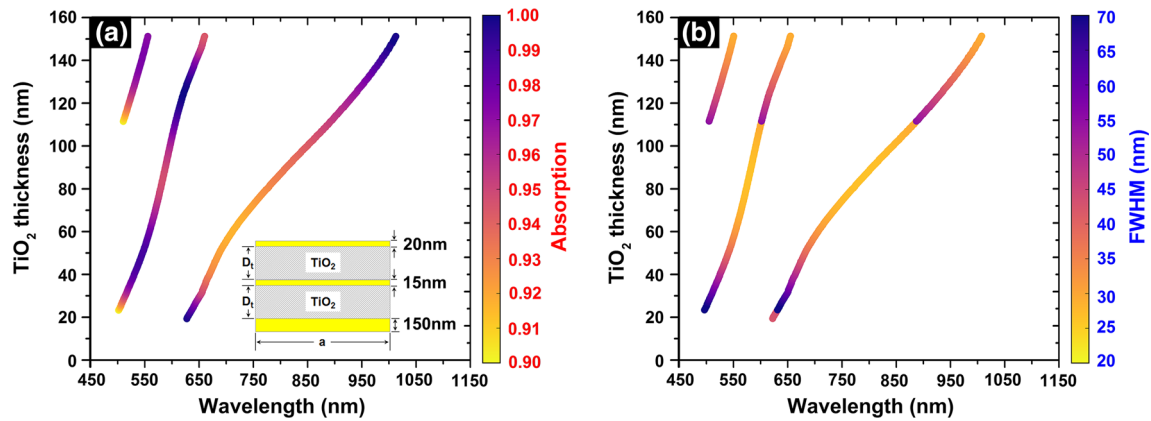 (a)
TiO2 thickness (nm)
160
140
120
100
80
60
40
20
0
450 550 650 750 850 950 1050 1150
Wavelength (nm)
Dt TiO2 20nm
15nm
Dt TiO2
150nm
a
1.00
0.99
0.98
0.97
0.96
0.95
0.94
0.93
0.92
0.91
0.90
Absorption
(b)
TiO2 thickness (nm)
160
140
120
100
80
60
40
20
0
450 550 650 750 850 950 1050 1150
Wavelength (nm)
70
65
60
55
50
45
40
35
30
25
20
FWHM (nm)